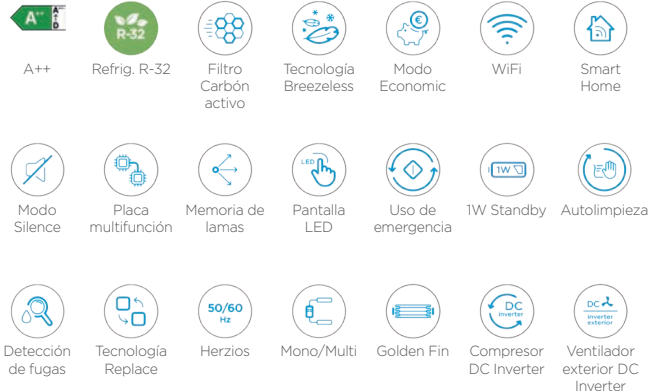 A++
R-32
€
A++
Refrig. R-32
Filtro
Carbón
activo
Tecnología
Breezeless
Modo
Economic
WiFi
Smart
Home
LED
1W
Modo
Silence
Placa
multifunción
Memoria de
lamas
Pantalla
LED
Uso de
emergencia
1W Standby
Autolimpieza
50/60
Hz
DC
Inverter
DC
Inverter
exterior
Detección
de fugas
Tecnología
Replace
Herzios
Mono/Multi
Golden Fin
Compresor
DC Inverter
Ventilador
exterior DC
Inverter